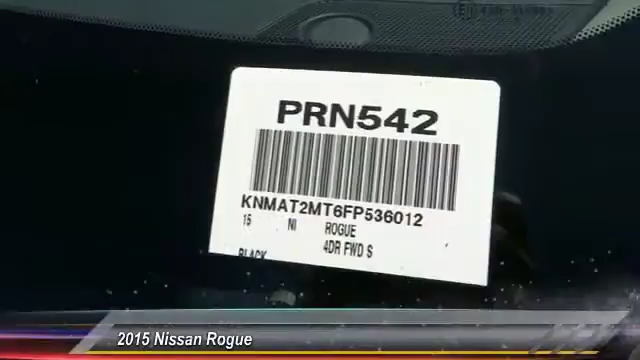 PRN542
KNMAT2MT6FP536012
15 NI ROGUE
4DR FWD S
BLACK
2015 Nissan Rogue